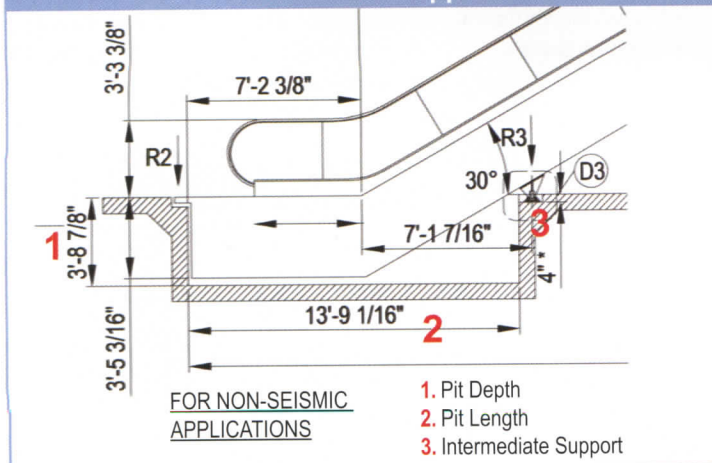 3'-3 3/8"
7'-2 3/8"
R2
R3
30°
D3
1
3'-8 7/8"
7'-1 7/16"
3
4" *
13'-9 1/16"
2
3'-5 3/16"
FOR NON-SEISMIC
APPLICATIONS
1. Pit Depth
2. Pit Length
3. Intermediate Support